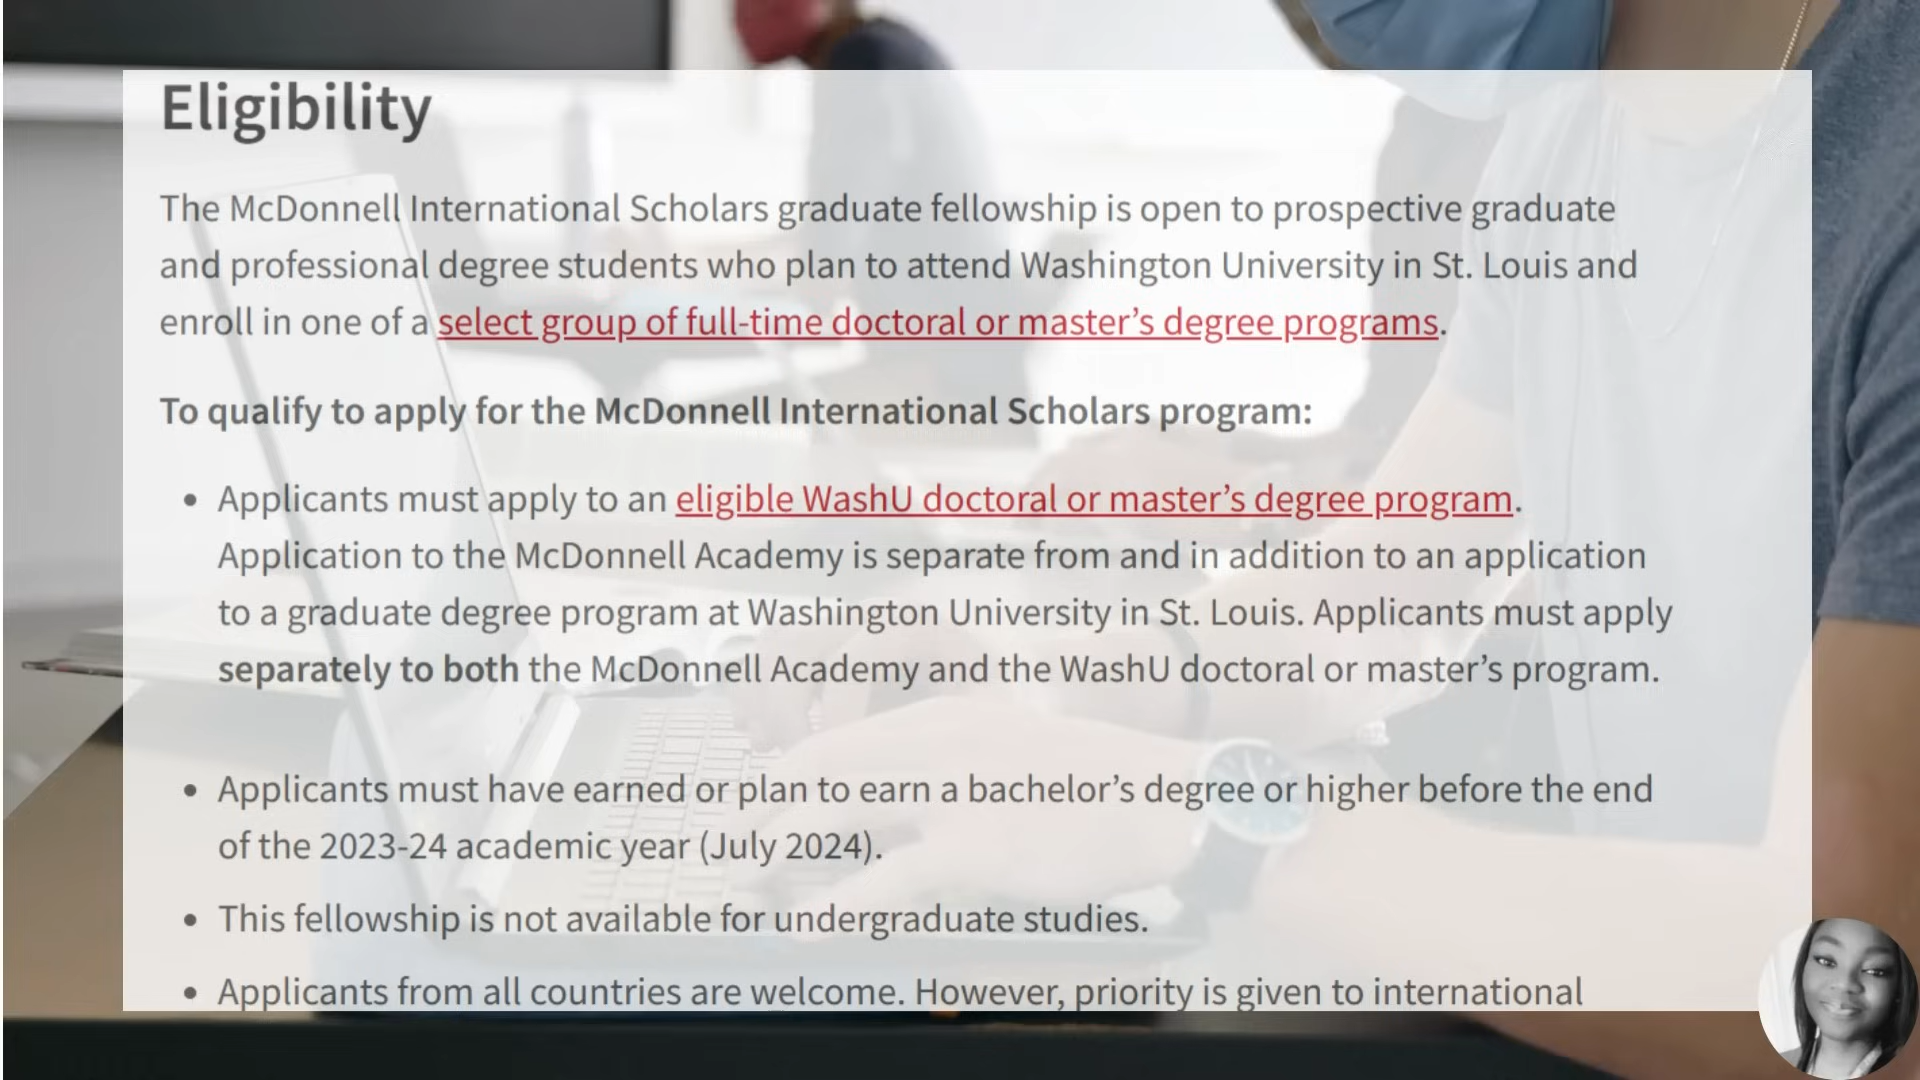 Eligibility
The McDonnell International Scholars graduate fellowship is open to prospective graduate
and professional degree students who plan to attend Washington University in St. Louis and
enroll in one of a select group of full-time doctoral or master’s degree programs.
To qualify to apply for the McDonnell International Scholars program:
• Applicants must apply to an eligible WashU doctoral or master’s degree program.
Application to the McDonnell Academy is separate from and in addition to an application
to a graduate degree program at Washington University in St. Louis. Applicants must apply
separately to both the McDonnell Academy and the WashU doctoral or master’s program.
• Applicants must have earned or plan to earn a bachelor’s degree or higher before the end
of the 2023-24 academic year (July 2024).
• This fellowship is not available for undergraduate studies.
• Applicants from all countries are welcome. However, priority is given to international